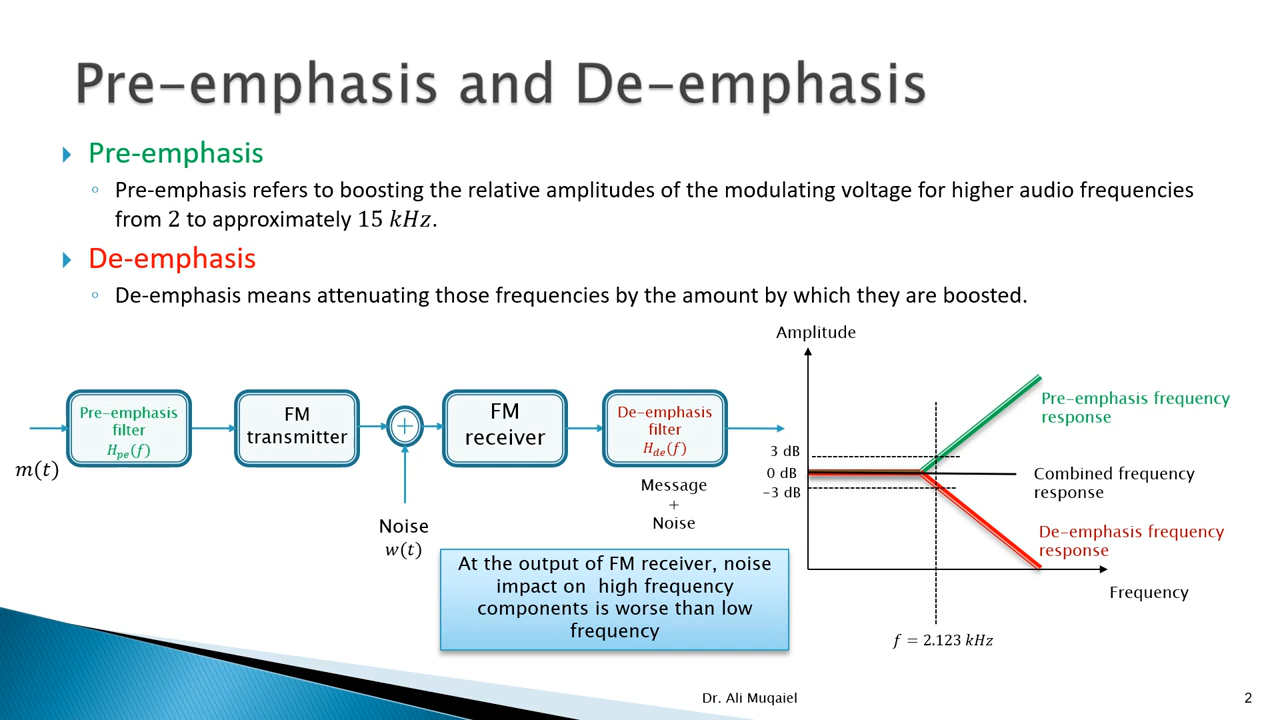 Pre-emphasis and De-emphasis
Pre-emphasis
Pre-emphasis refers to boosting the relative amplitudes of the modulating voltage for higher audio frequencies
from 2 to approximately 15 kHz.
De-emphasis
De-emphasis means attenuating those frequencies by the amount by which they are boosted.
m(t)
Pre-emphasis
filter
H_pe(f)
FM
transmitter
+
Noise
w(t)
FM
receiver
De-emphasis
filter
H_de(f)
Message
+
Noise
At the output of FM receiver, noise
impact on high frequency
components is worse than low
frequency
Amplitude
3 dB
0 dB
-3 dB
Pre-emphasis frequency
response
Combined frequency
response
De-emphasis frequency
response
Frequency
f = 2.123 kHz
Dr. Ali Muqaiel
2